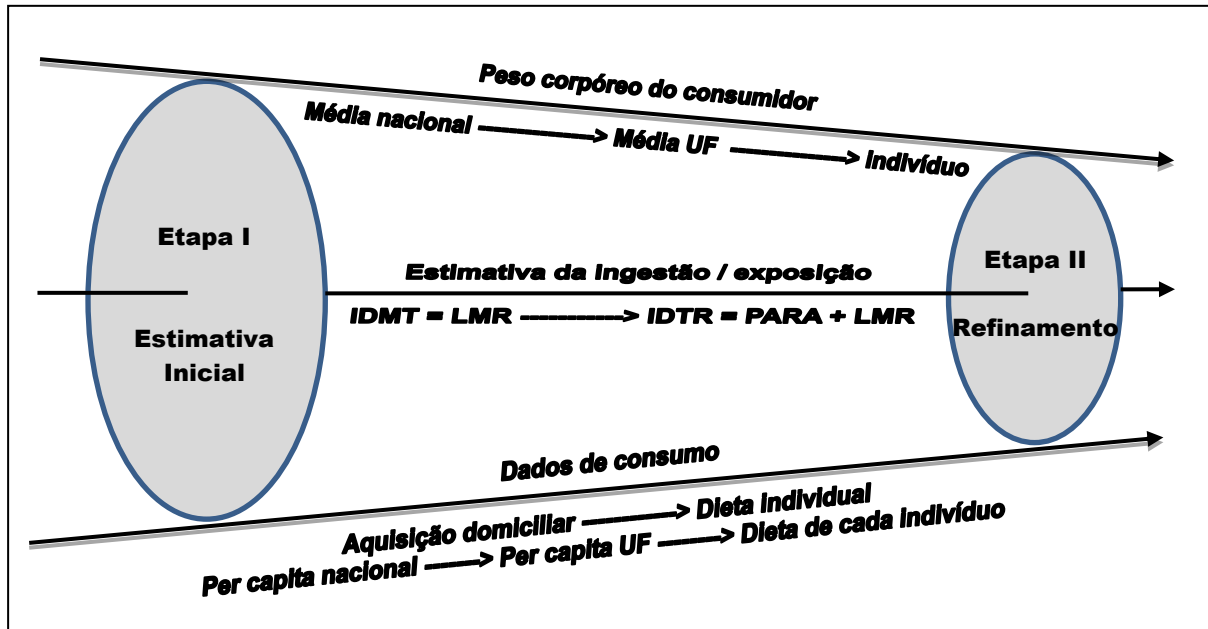 Peso corpóreo do consumidor
Média nacional ------------> Média UF ------------> Indivíduo
Etapa I
Estimativa
Inicial
Estimativa da ingestão / exposição
IDMT = LMR -----------> IDTR = PARA + LMR
Etapa II
Refinamento
Dados de consumo
Aquisição domiciliar ----------> Dieta individual
Per capita nacional ------> Per capita UF -------> Dieta de cada indivíduo